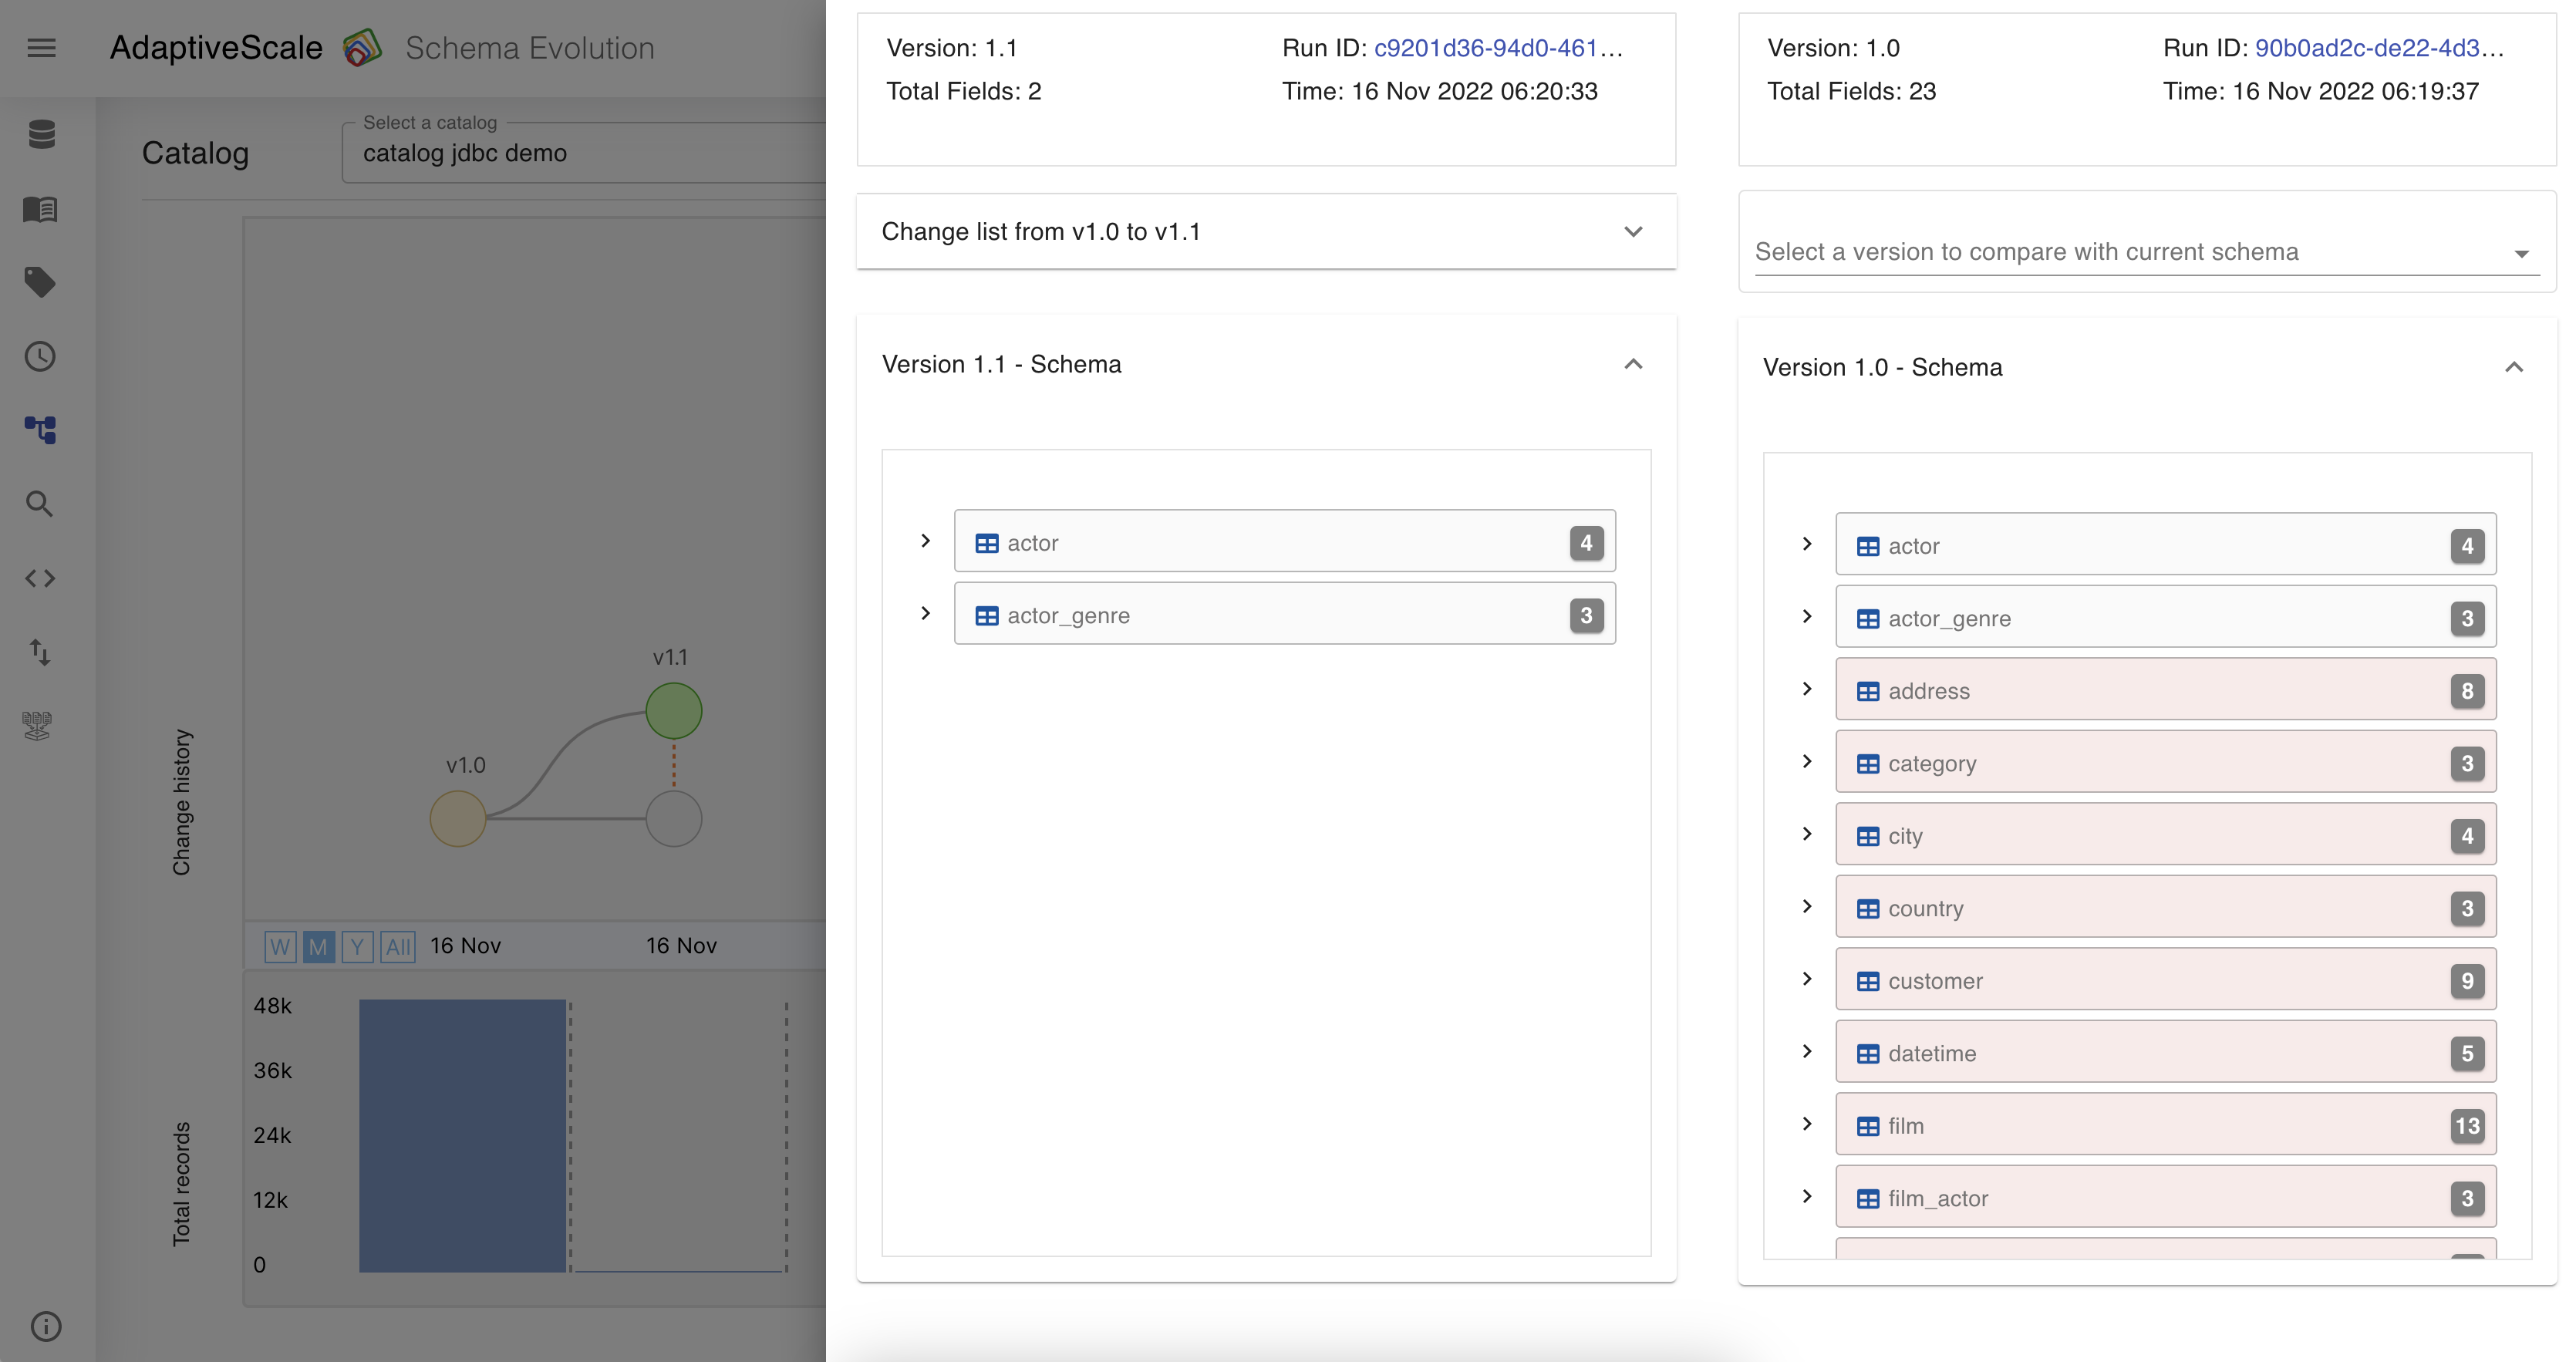 AdaptiveScale Schema Evolution
Catalog
Select a catalog
catalog jdbc demo
Change history
v1.0
v1.1
W M Y All 16 Nov 16 Nov
Total records
48k
36k
24k
12k
0
Version: 1.1
Run ID: c9201d36-94d0-461...
Total Fields: 2
Time: 16 Nov 2022 06:20:33
Change list from v1.0 to v1.1
Version 1.1 - Schema
actor 4
actor_genre 3
Version: 1.0
Run ID: 90b0ad2c-de22-4d3...
Total Fields: 23
Time: 16 Nov 2022 06:19:37
Select a version to compare with current schema
Version 1.0 - Schema
actor 4
actor_genre 3
address 8
category 3
city 4
country 3
customer 9
datetime 5
film 13
film_actor 3